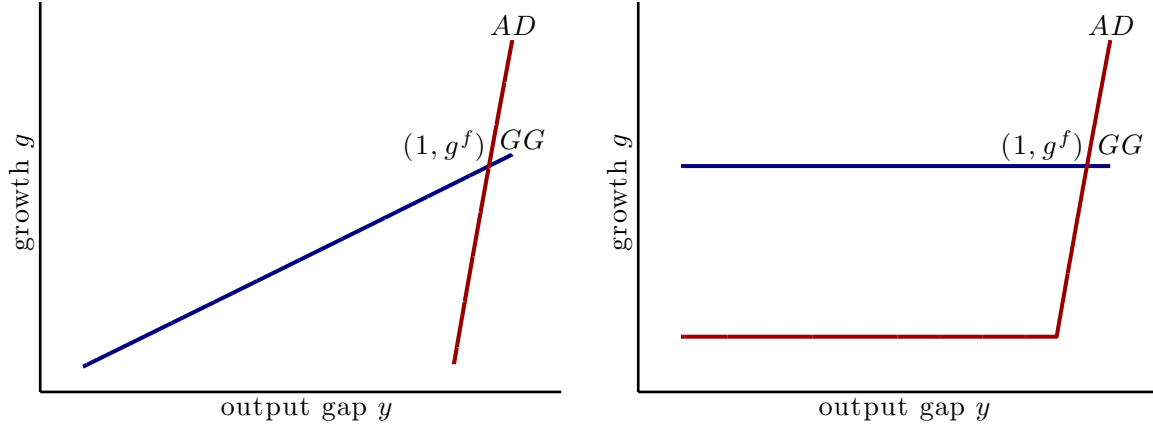 AD
(1, g^f) GG
growth g
output gap y
AD
(1, g^f) GG
growth g
output gap y